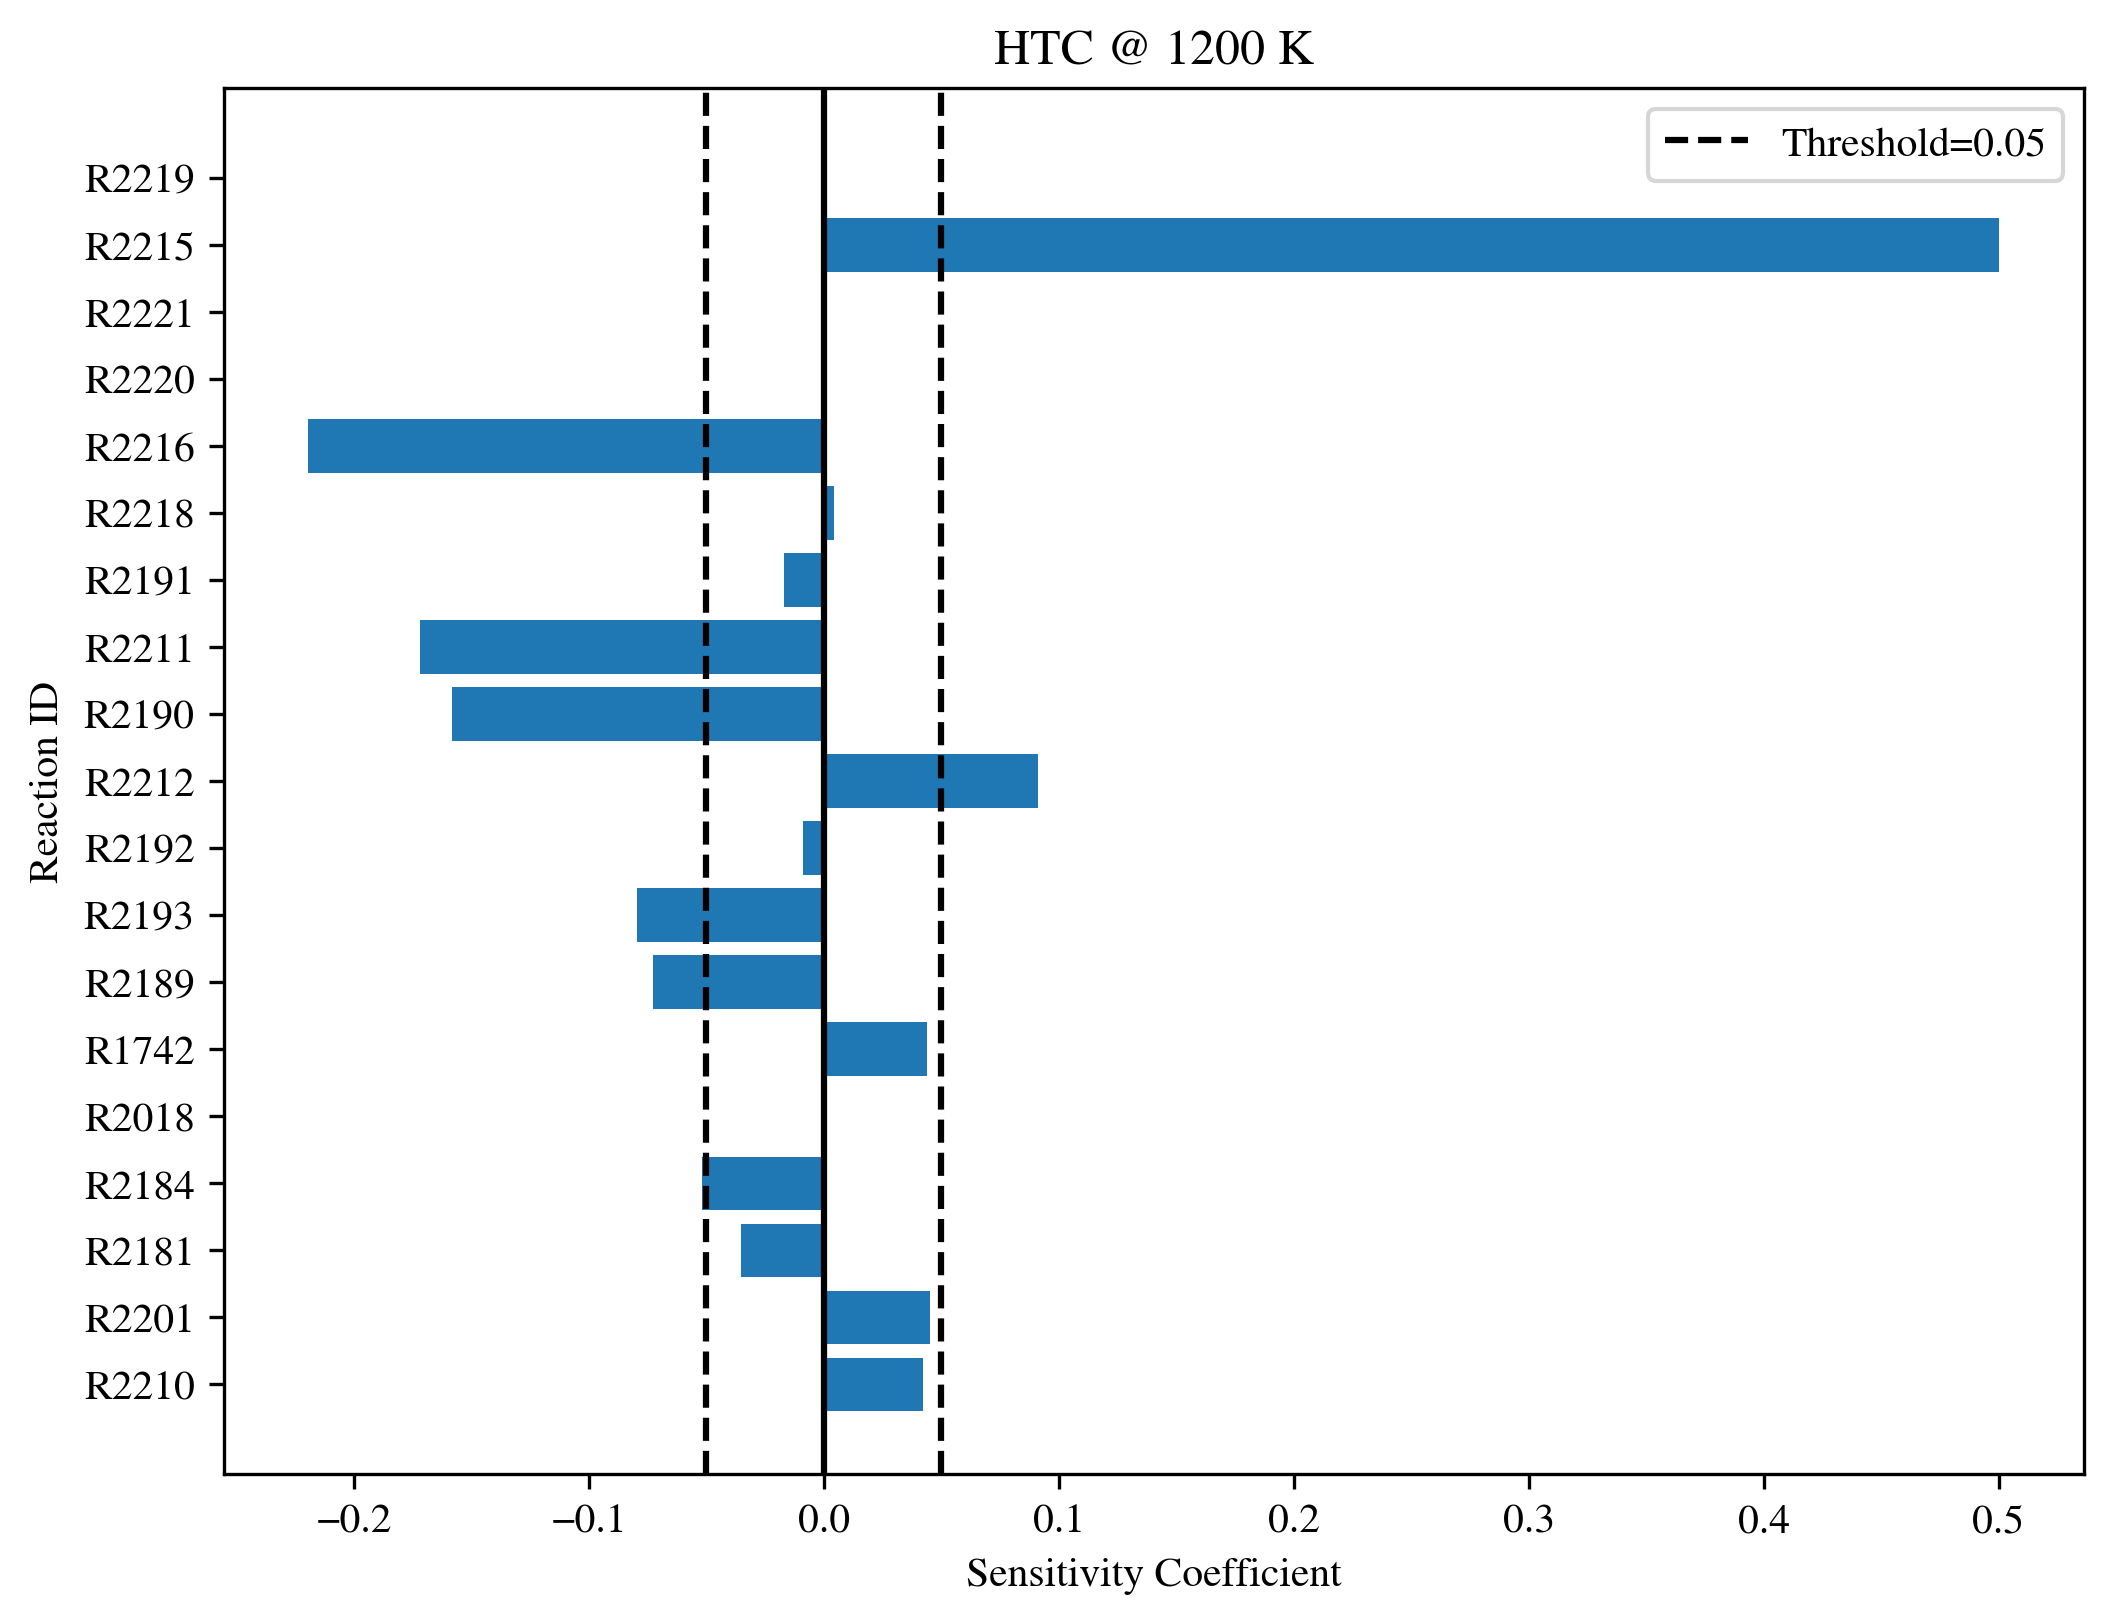 HTC @ 1200 K
Threshold=0.05
R2219
R2215
R2221
R2220
R2216
R2218
R2191
R2211
R2190
R2212
R2192
R2193
R2189
R1742
R2018
R2184
R2181
R2201
R2210
Reaction ID
−0.2 −0.1 0.0 0.1 0.2 0.3 0.4 0.5
Sensitivity Coefficient